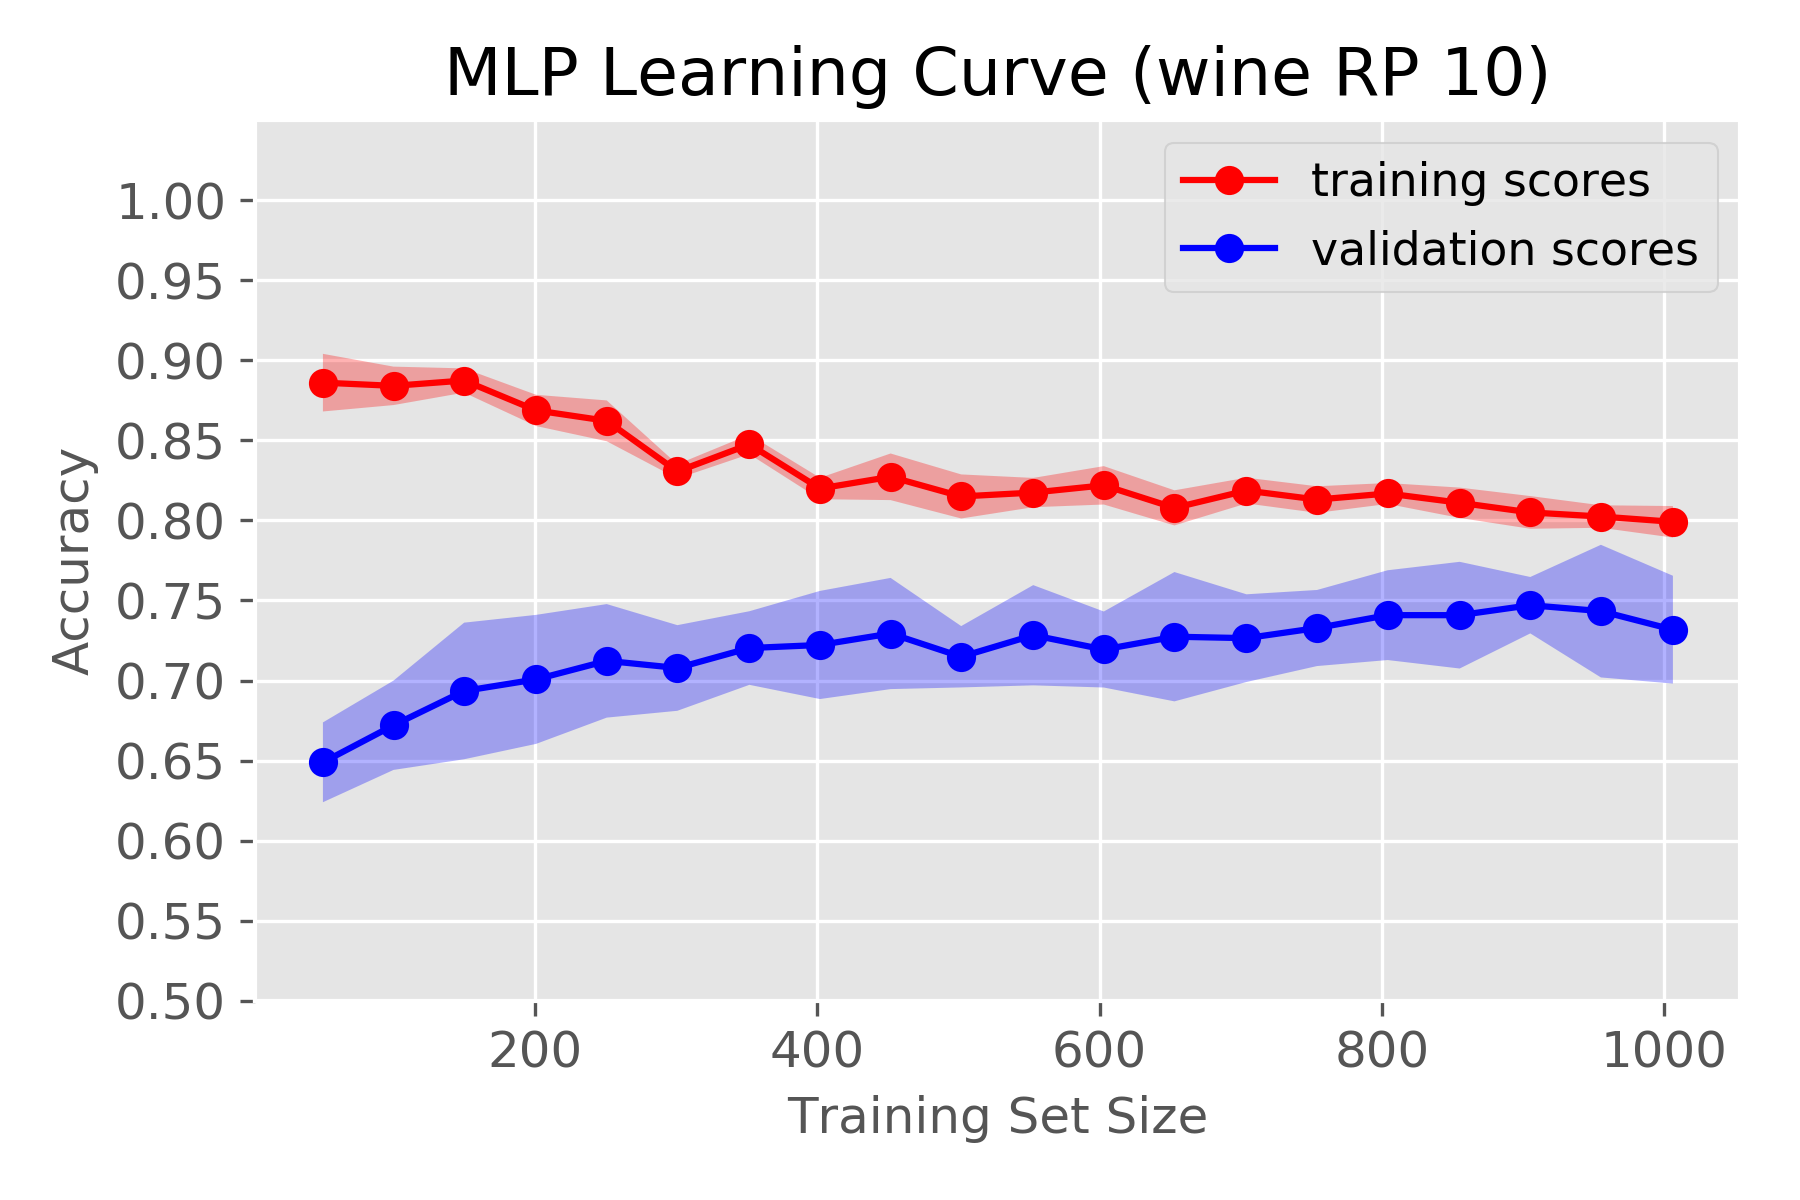 MLP Learning Curve (wine RP 10)
training scores
validation scores
1.00
0.95
0.90
0.85
0.80
0.75
0.70
0.65
0.60
0.55
0.50
Accuracy
200 400 600 800 1000
Training Set Size